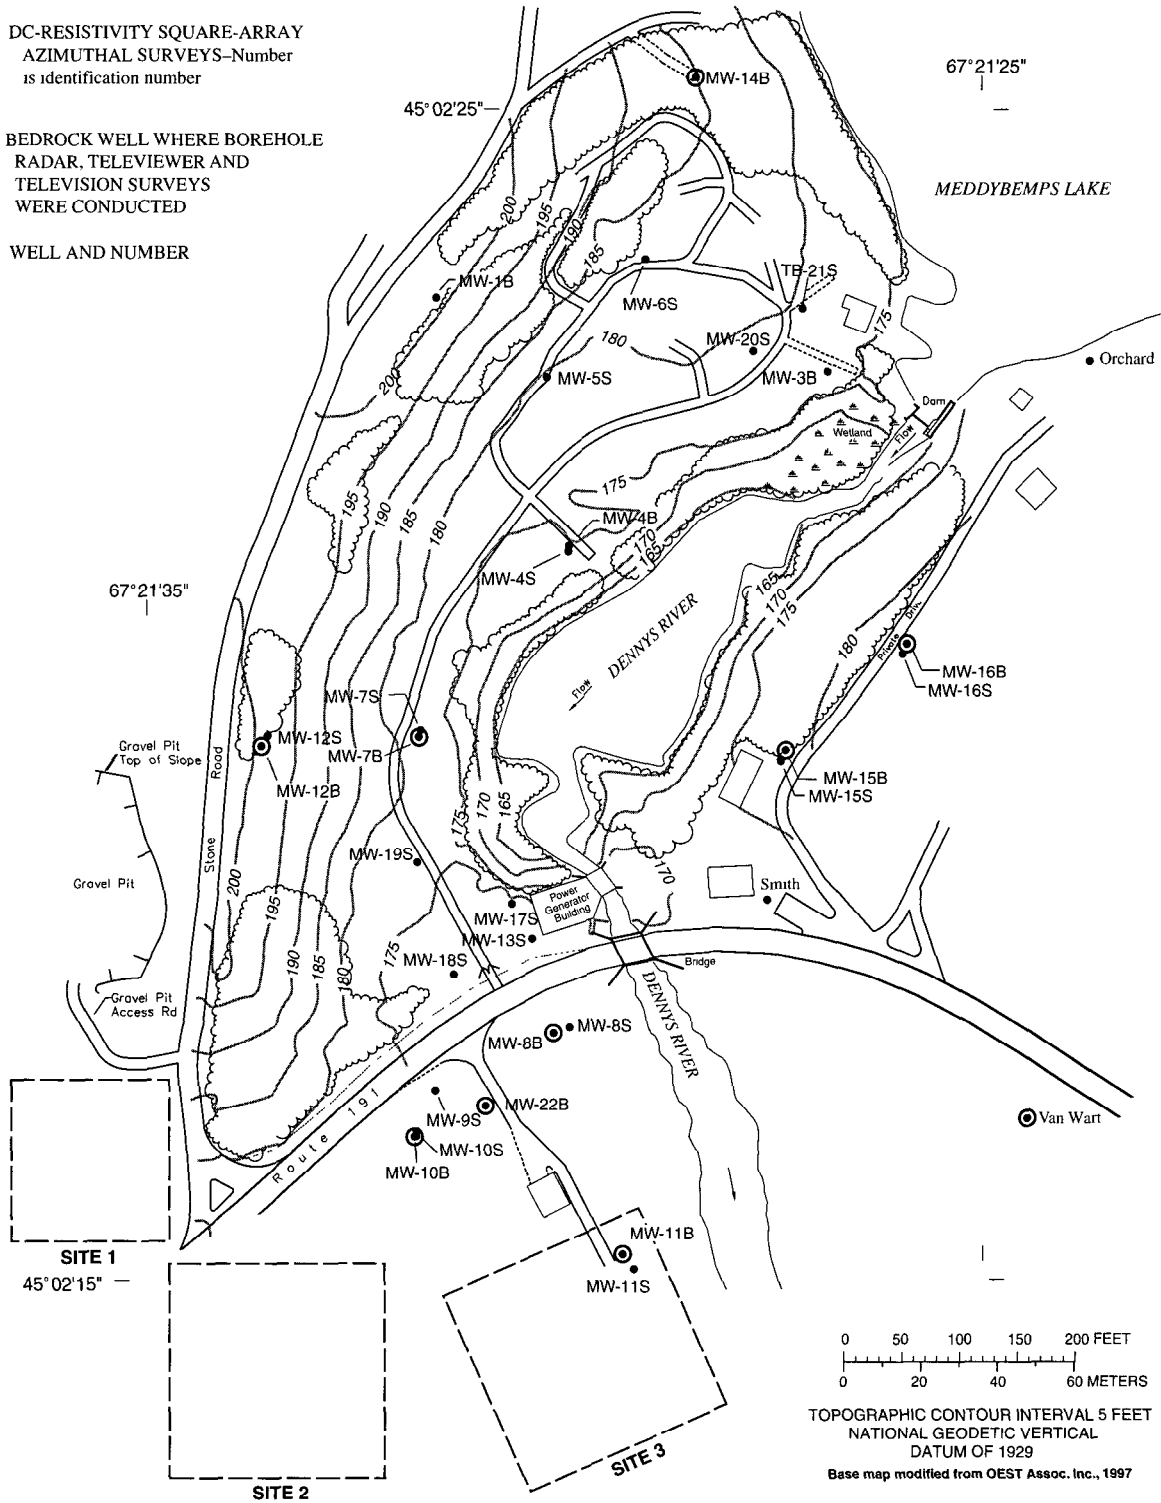 DC-RESISTIVITY SQUARE-ARRAY
AZIMUTHAL SURVEYS–Number
is identification number
BEDROCK WELL WHERE BOREHOLE
RADAR, TELEVIEWER AND
TELEVISION SURVEYS
WERE CONDUCTED
WELL AND NUMBER
45°02'25"
67°21'25"
MW-14B
MEDDYBEMPS LAKE
200
195
190
185
MW-1B
MW-6S
TB-21S
175
180
MW-20S
MW-5S
MW-3B
Orchard
200
Dam
Flow
Wetland
175
195
190
185
180
MW-4B
170
165
MW-4S
67°21'35"
165
170
175
DENNYS RIVER
Flow
180
Private Driv.
MW-16B
MW-16S
MW-7S
MW-7B
MW-12S
MW-12B
Gravel Pit
Top of Slope
Stone Road
MW-15B
MW-15S
175
170
165
MW-19S
Gravel Pit
200
195
190
185
180
175
170
Smith
Power
Generator
Building
MW-17S
MW-13S
MW-18S
Bridge
Gravel Pit
Access Rd
DENNYS RIVER
MW-8S
MW-8B
Route 191
MW-9S
MW-22B
MW-10S
MW-10B
Van Wart
MW-11B
MW-11S
SITE 1
45°02'15"
SITE 2
SITE 3
0 50 100 150 200 FEET
0 20 40 60 METERS
TOPOGRAPHIC CONTOUR INTERVAL 5 FEET
NATIONAL GEODETIC VERTICAL
DATUM OF 1929
Base map modified from OEST Assoc. Inc., 1997